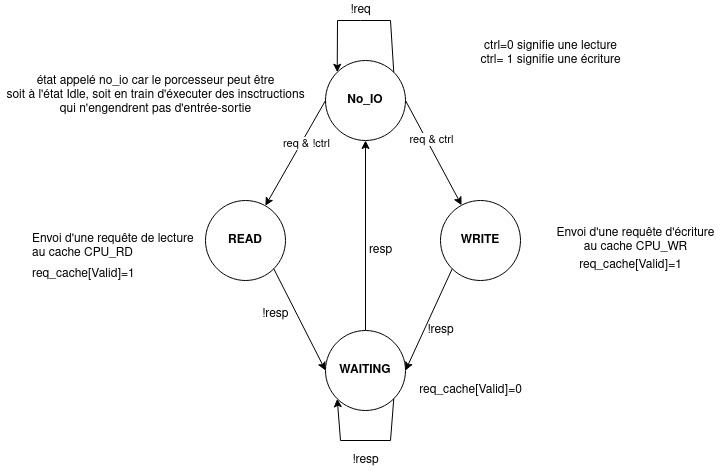 !req
ctrl=0 signifie une lecture
ctrl= 1 signifie une écriture
état appelé no_io car le porcesseur peut être
soit à l'état Idle, soit en train d'éxecuter des insctructions
qui n'engendrent pas d'entrée-sortie
No_IO
req & !ctrl
req & ctrl
READ
WRITE
Envoi d'une requête de lecture
au cache CPU_RD
req_cache[Valid]=1
Envoi d'une requête d'écriture
au cache CPU_WR
req_cache[Valid]=1
resp
!resp
!resp
WAITING
req_cache[Valid]=0
!resp